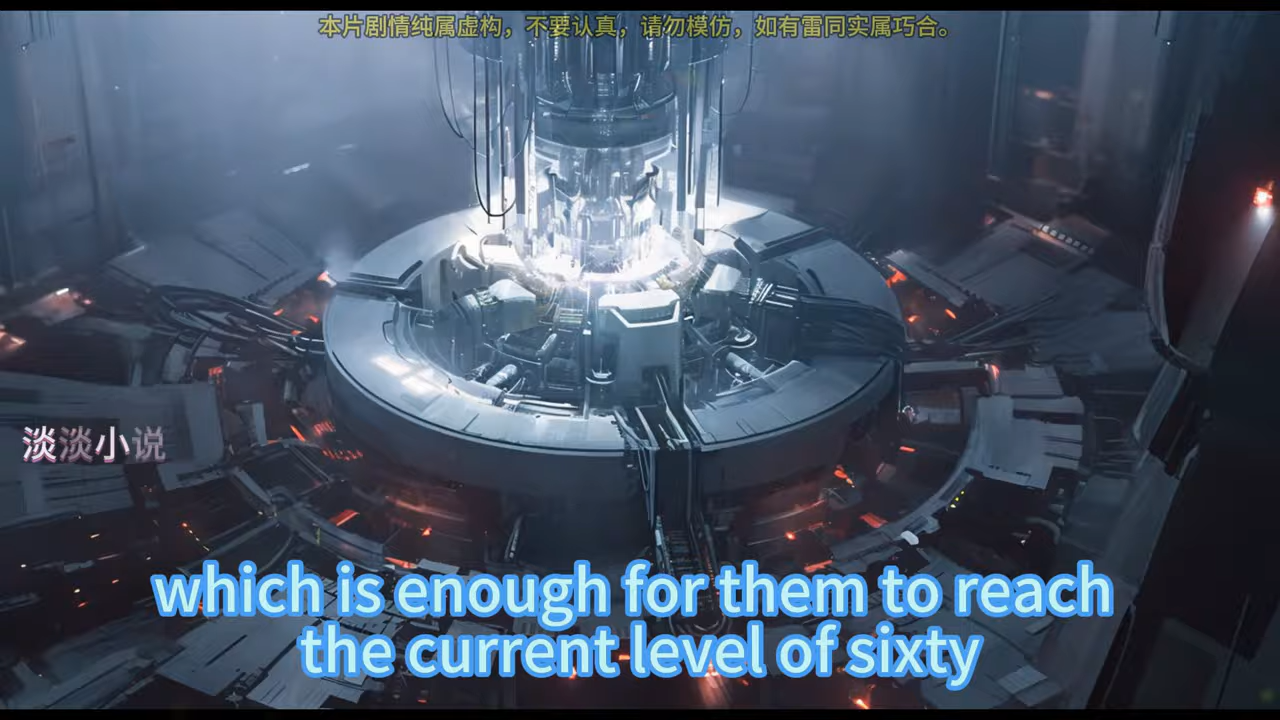 本片剧情纯属虚构，不要认真，请勿模仿，如有雷同实属巧合。
淡淡小说
which is enough for them to reach
the current level of sixty